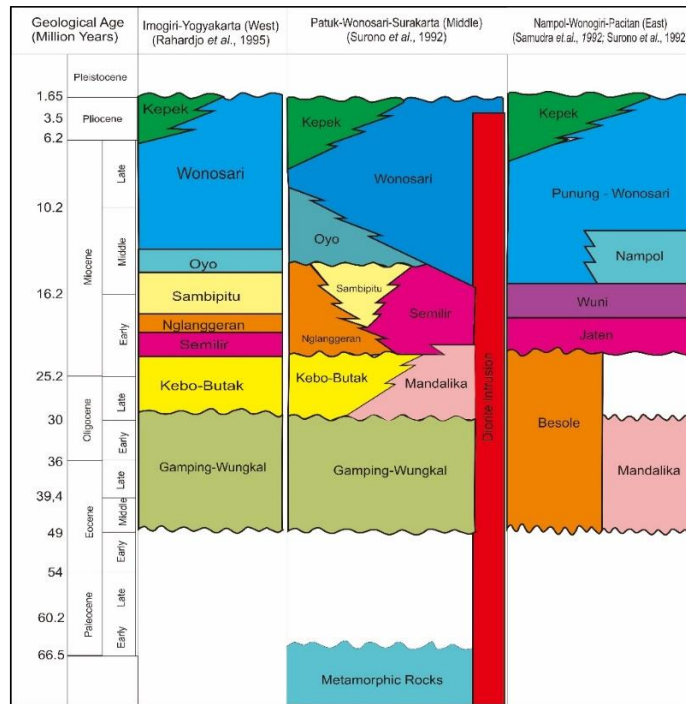 Geological Age
(Million Years)
Imogiri-Yogyakarta (West)
(Rahardjo et al., 1995)
Patuk-Wonosari-Surakarta (Middle)
(Surono et al., 1992)
Nampol-Wonogiri-Pacitan (East)
(Samudra et.al., 1992; Surono et al., 1992
Pleistocene
1.65
Pliocene
3.5
6.2
Miocene
Late
10.2
Middle
16.2
Early
25.2
Oligocene
Late
30
Early
36
Eocene
Late
39,4
Middle
49
Early
54
Paleocene
Late
60.2
Early
66.5
Kepek
Wonosari
Oyo
Sambipitu
Nglanggeran
Semilir
Kebo-Butak
Gamping-Wungkal
Kepek
Wonosari
Oyo
Sambipitu
Semilir
Nglanggeran
Kebo-Butak
Mandalika
Gamping-Wungkal
Metamorphic Rocks
Diorite Intrusion
Kepek
Punung - Wonosari
Nampol
Wuni
Jaten
Besole
Mandalika